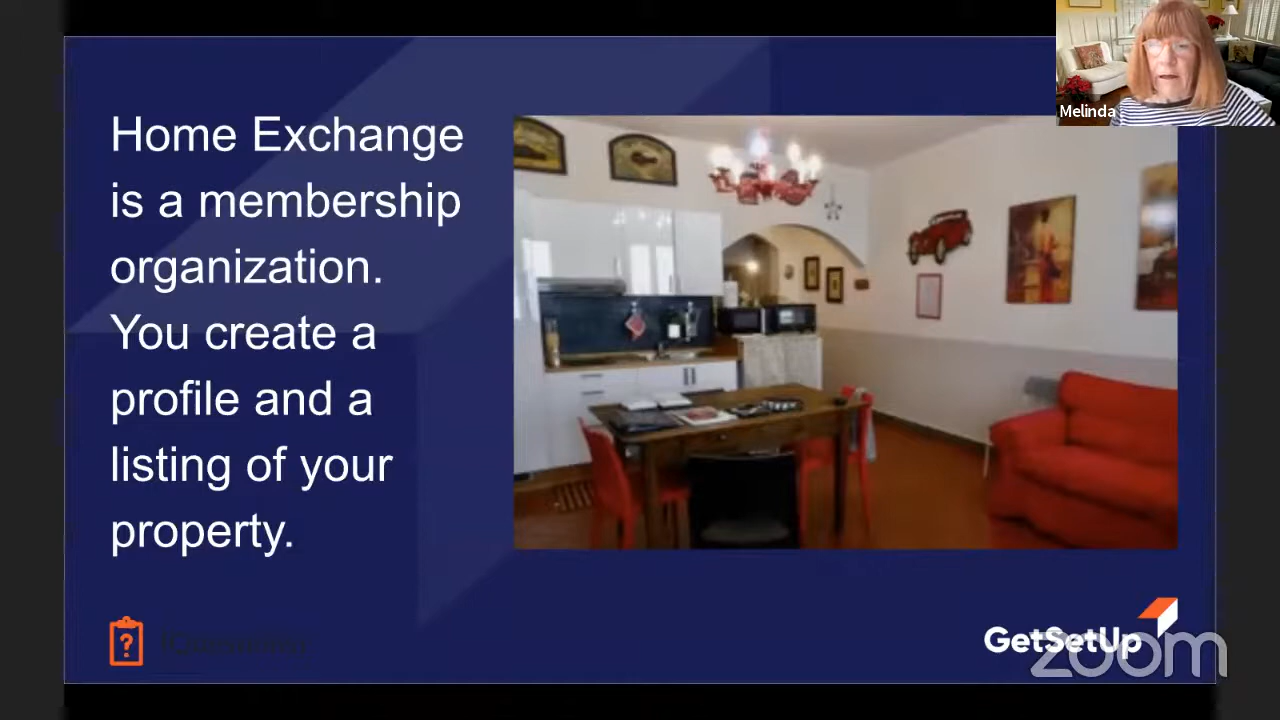 Melinda
Home Exchange
is a membership
organization.
You create a
profile and a
listing of your
property.
?
GetSetUp
zoom